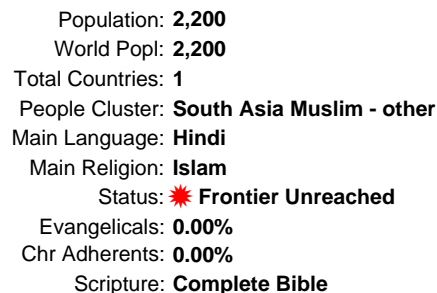 Population: 2,200
World Popl: 2,200
Total Countries: 1
People Cluster: South Asia Muslim - other
Main Language: Hindi
Main Religion: Islam
Status: Frontier Unreached
Evangelicals: 0.00%
Chr Adherents: 0.00%
Scripture: Complete Bible